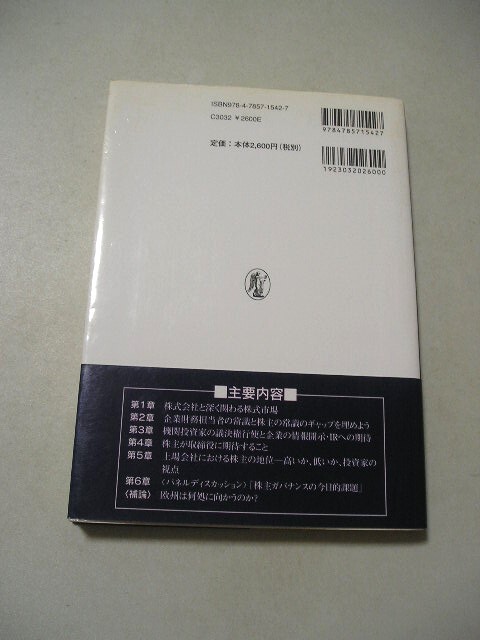 ISBN978-4-7857-1542-7
C3032 ¥2600E
定価：本体2,600円（税別）
9784785715427
1923032026000
■主要内容■
第1章 株式会社と深く関わる株式市場
第2章 企業財務担当者の常識と株主の常識のギャップを埋めよう
第3章 機関投資家の議決権行使と企業の情報開示・IRへの期待
第4章 株主が取締役に期待すること
第5章 上場会社における株主の地位―高いか、低いか、投資家の
視点
第6章 〈パネルディスカッション〉「株主ガバナンスの今日的課題」
〈補論〉 欧州は何処に向かうのか?